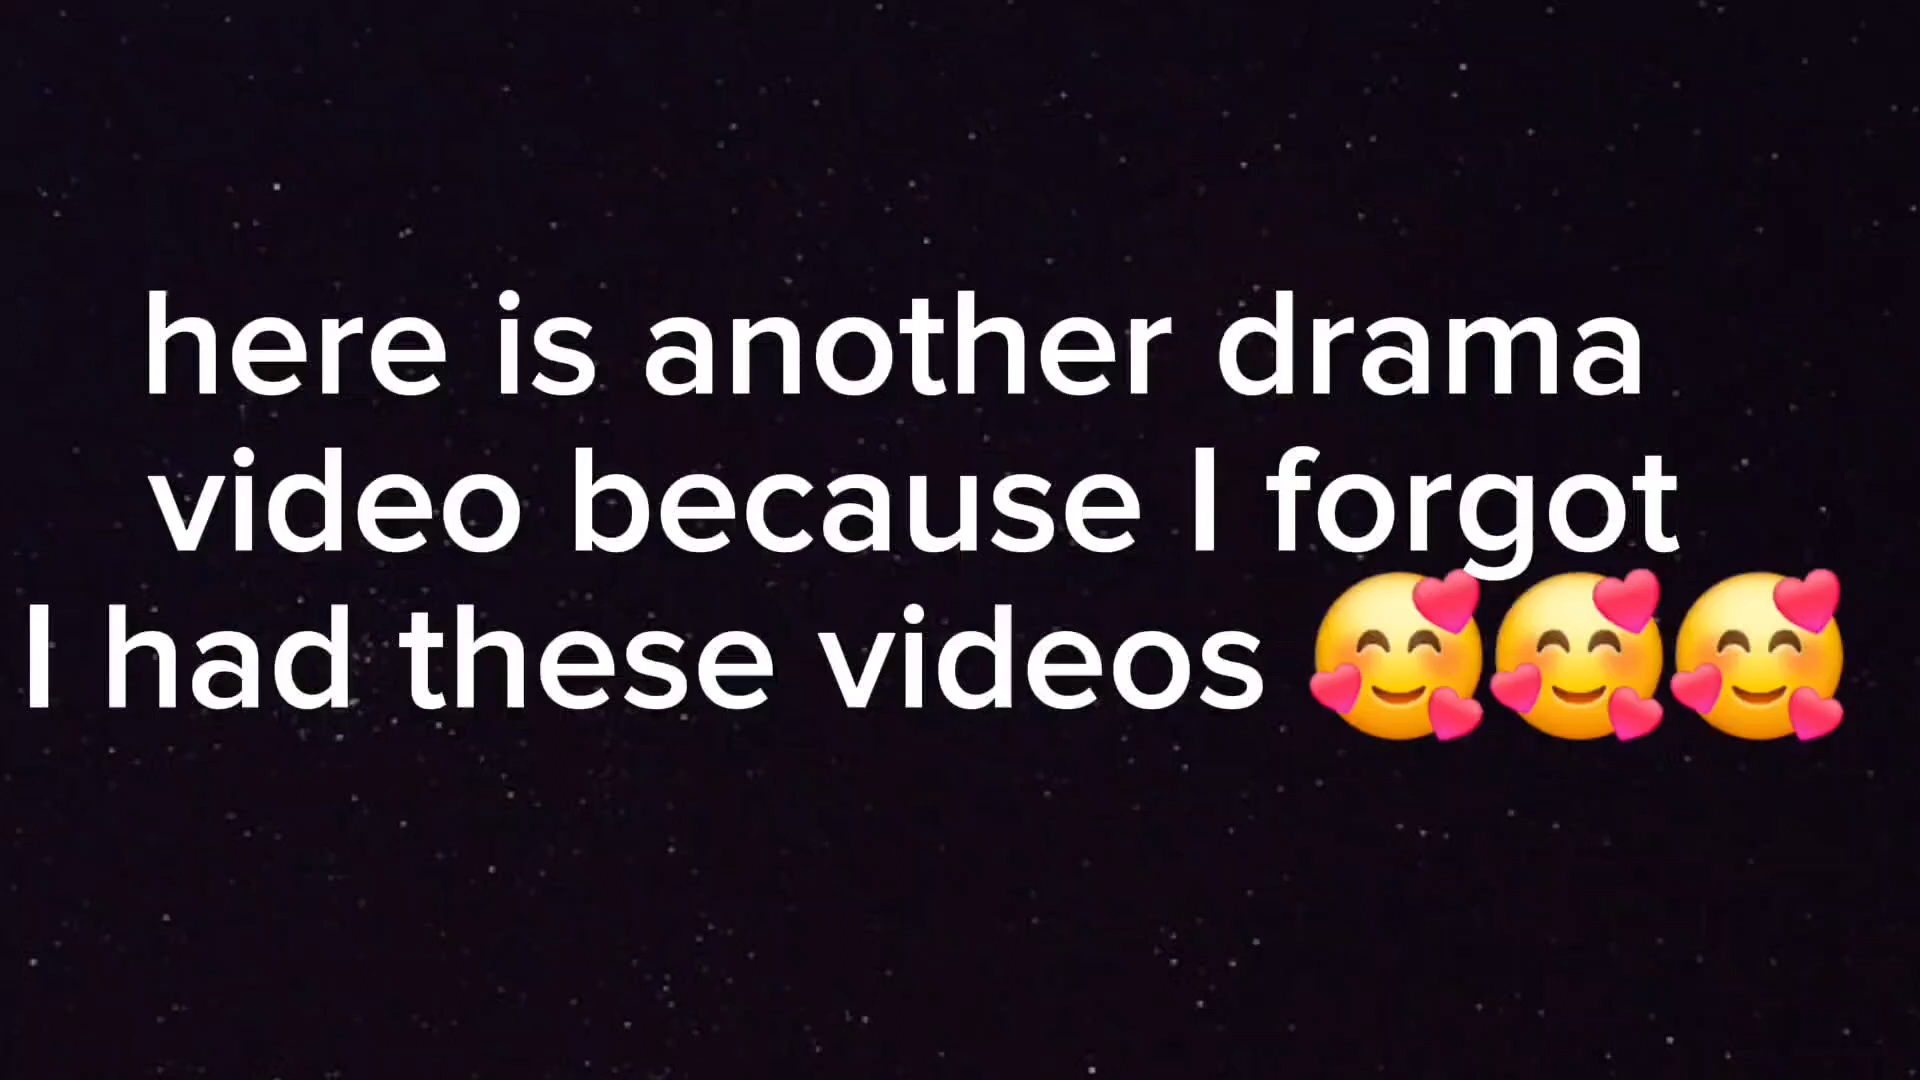 here is another drama
video because I forgot
I had these videos 🥰🥰🥰